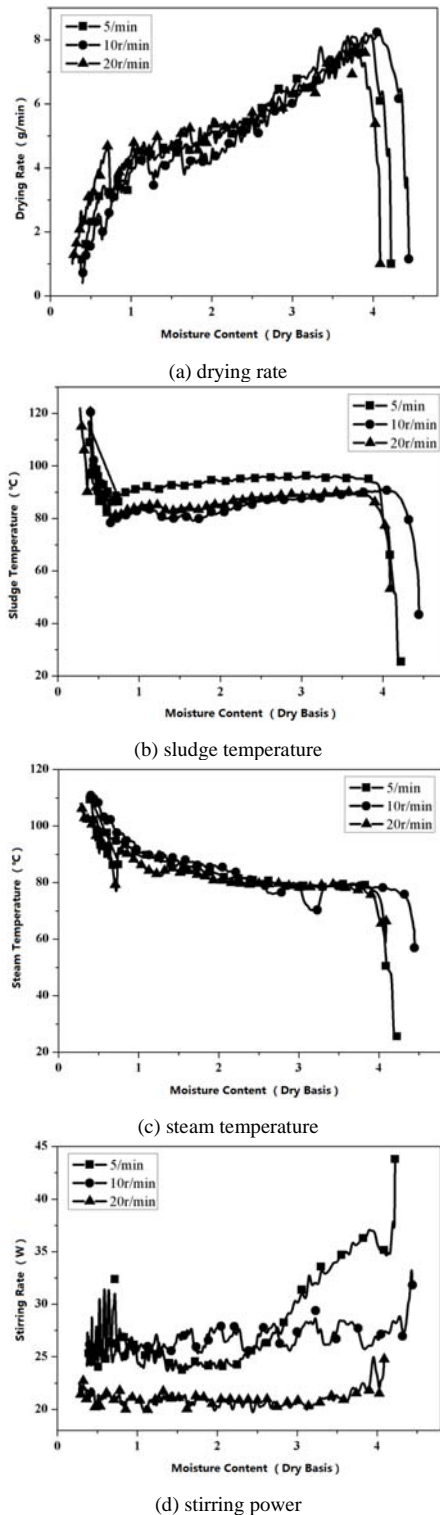 5/min
10r/min
20r/min
Drying Rate （g/min）
8
6
4
2
0
0 1 2 3 4
Moisture Content （Dry Basis）
(a) drying rate
5/min
10r/min
20r/min
Sludge Temperature （℃）
120
100
80
60
40
20
0 1 2 3 4
Moisture Content （Dry Basis）
(b) sludge temperature
5/min
10r/min
20r/min
Steam Temperature （℃）
120
100
80
60
40
20
0 1 2 3 4
Moisture Content （Dry Basis）
(c) steam temperature
5/min
10r/min
20r/min
Stirring Rate （W）
45
40
35
30
25
20
0 1 2 3 4
Moisture Content （Dry Basis）
(d) stirring power